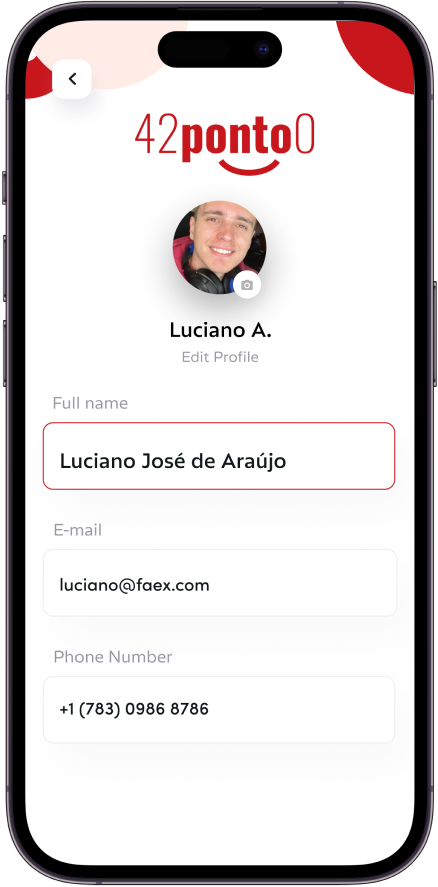 42ponto0
Luciano A.
Edit Profile
Full name
Luciano José de Araújo
E-mail
luciano@faex.com
Phone Number
+1 (783) 0986 8786